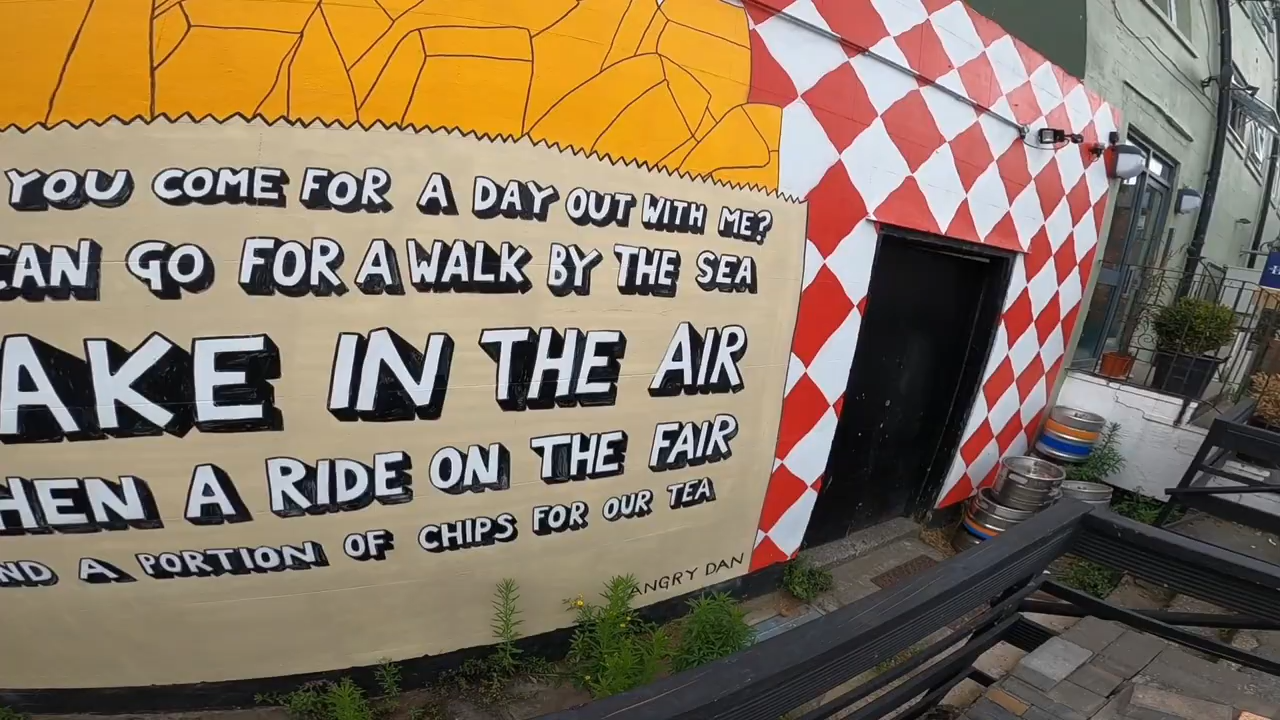 YOU COME FOR A DAY OUT WITH ME?
CAN GO FOR A WALK BY THE SEA
AKE IN THE AIR
HEN A RIDE ON THE FAIR
ND A PORTION OF CHIPS FOR OUR TEA
ANGRY DAN